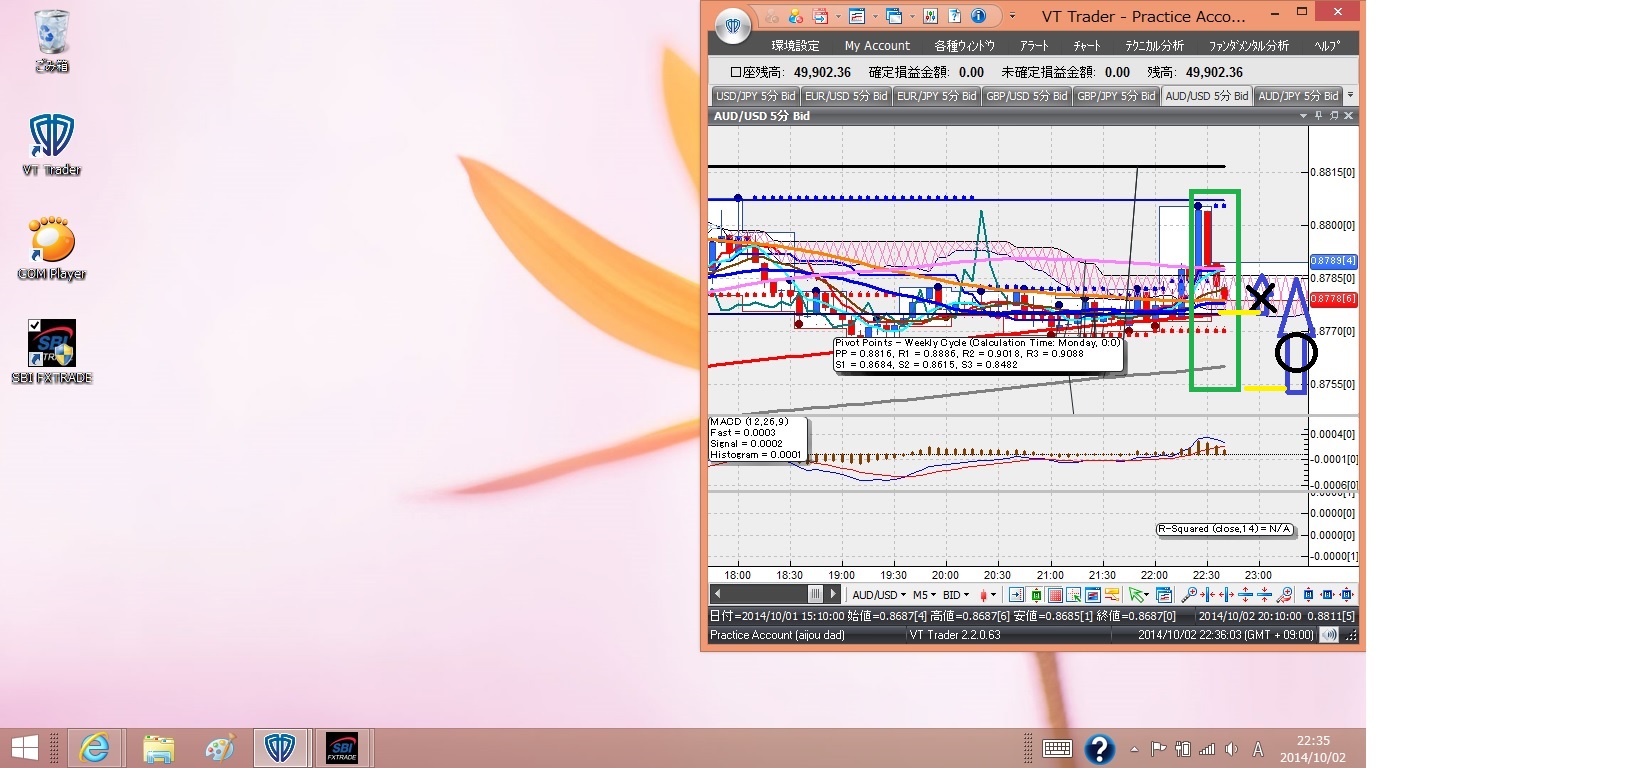 ごみ箱
VT Trader
GOM Player
SBI FXTRADE
VT Trader - Practice Acco...
環境設定 My Account 各種ウィンドウ アラート チャート テクニカル分析 ファンダメンタル分析 ヘルプ
口座残高: 49,902.36 確定損益金額: 0.00 未確定損益金額: 0.00 残高: 49,902.36
USD/JPY 5分 Bid EUR/USD 5分 Bid EUR/JPY 5分 Bid GBP/USD 5分 Bid GBP/JPY 5分 Bid AUD/USD 5分 Bid AUD/JPY 5分 Bid
AUD/USD 5分 Bid
0.8815[0]
0.8800[0]
0.8789[4]
0.8785[0]
0.8778[6]
0.8770[0]
0.8755[0]
Pivot Points - Weekly Cycle (Calculation Time: Monday, 0:0)
PP = 0.8816, R1 = 0.8886, R2 = 0.9018, R3 = 0.9088
S1 = 0.8684, S2 = 0.8615, S3 = 0.8482
MACD (12,26,9)
Fast = 0.0003
Signal = 0.0002
Histogram = 0.0001
0.0004[0]
-0.0001[0]
-0.0006[0]
0.0000[0]
0.0000[0]
-0.0000[1]
R-Squared (close,14) = N/A
18:00 18:30 19:00 19:30 20:00 20:30 21:00 21:30 22:00 22:30 23:00
AUD/USD M5 BID
日付=2014/10/01 15:10:00 始値=0.8687[4] 高値=0.8687[6] 安値=0.8685[1] 終値=0.8687[0] 2014/10/02 20:10:00 0.8811[5]
Practice Account (aijou dad) VT Trader 2.2.0.63 2014/10/02 22:36:03 (GMT + 09:00)
SBI
FXTRADE
A
22:35
2014/10/02